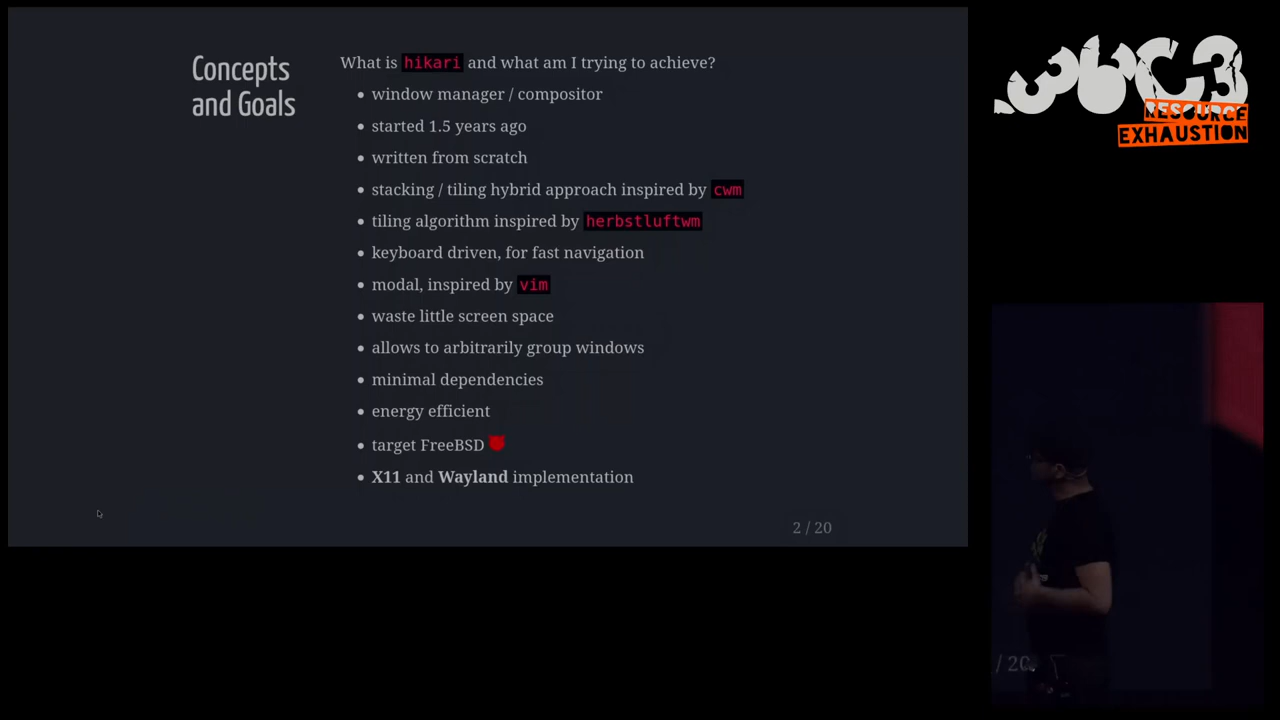 Concepts
and Goals
What is hikari and what am I trying to achieve?
window manager / compositor
started 1.5 years ago
written from scratch
stacking / tiling hybrid approach inspired by cwm
tiling algorithm inspired by herbstluftwm
keyboard driven, for fast navigation
modal, inspired by vim
waste little screen space
allows to arbitrarily group windows
minimal dependencies
energy efficient
target FreeBSD
X11 and Wayland implementation
2 / 20
36C3
RESOURCE
EXHAUSTION
/ 20